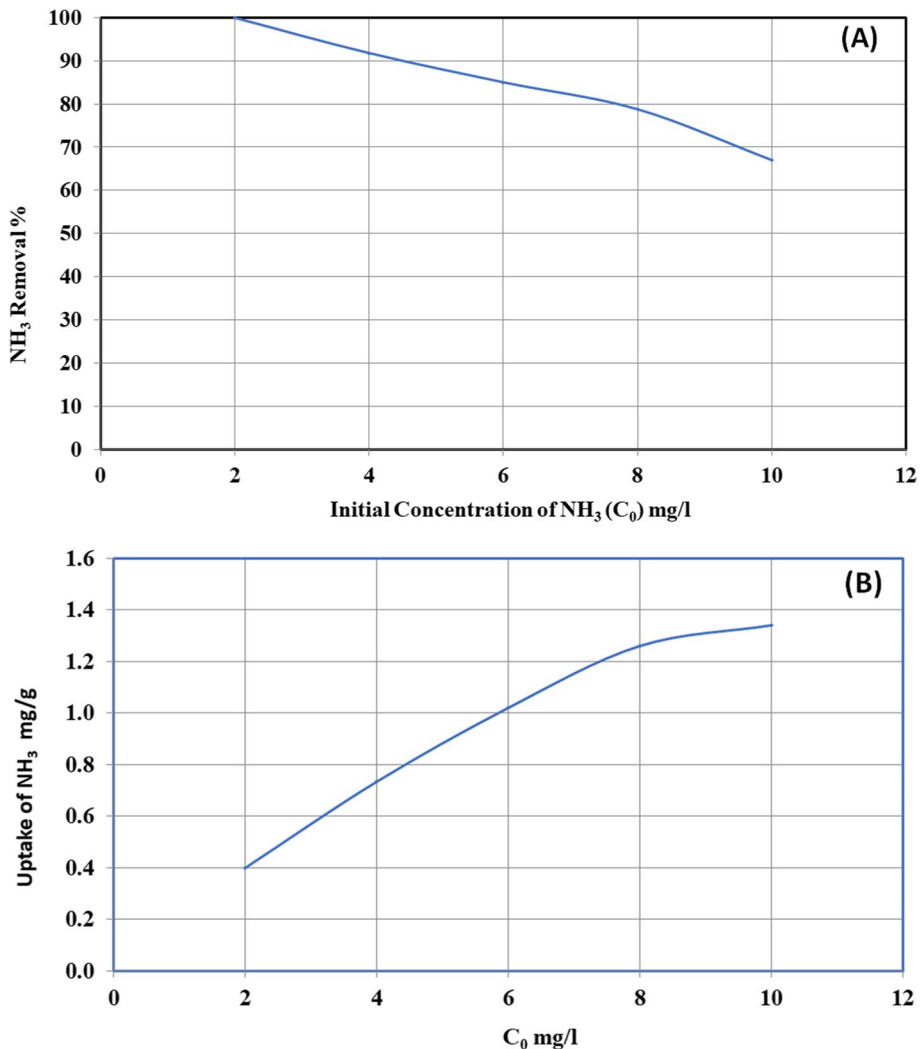 (A)
NH₃ Removal %
100
90
80
70
60
50
40
30
20
10
0
0 2 4 6 8 10 12
Initial Concentration of NH₃ (C₀) mg/l
(B)
Uptake of NH₃ mg/g
1.6
1.4
1.2
1.0
0.8
0.6
0.4
0.2
0.0
0 2 4 6 8 10 12
C₀ mg/l